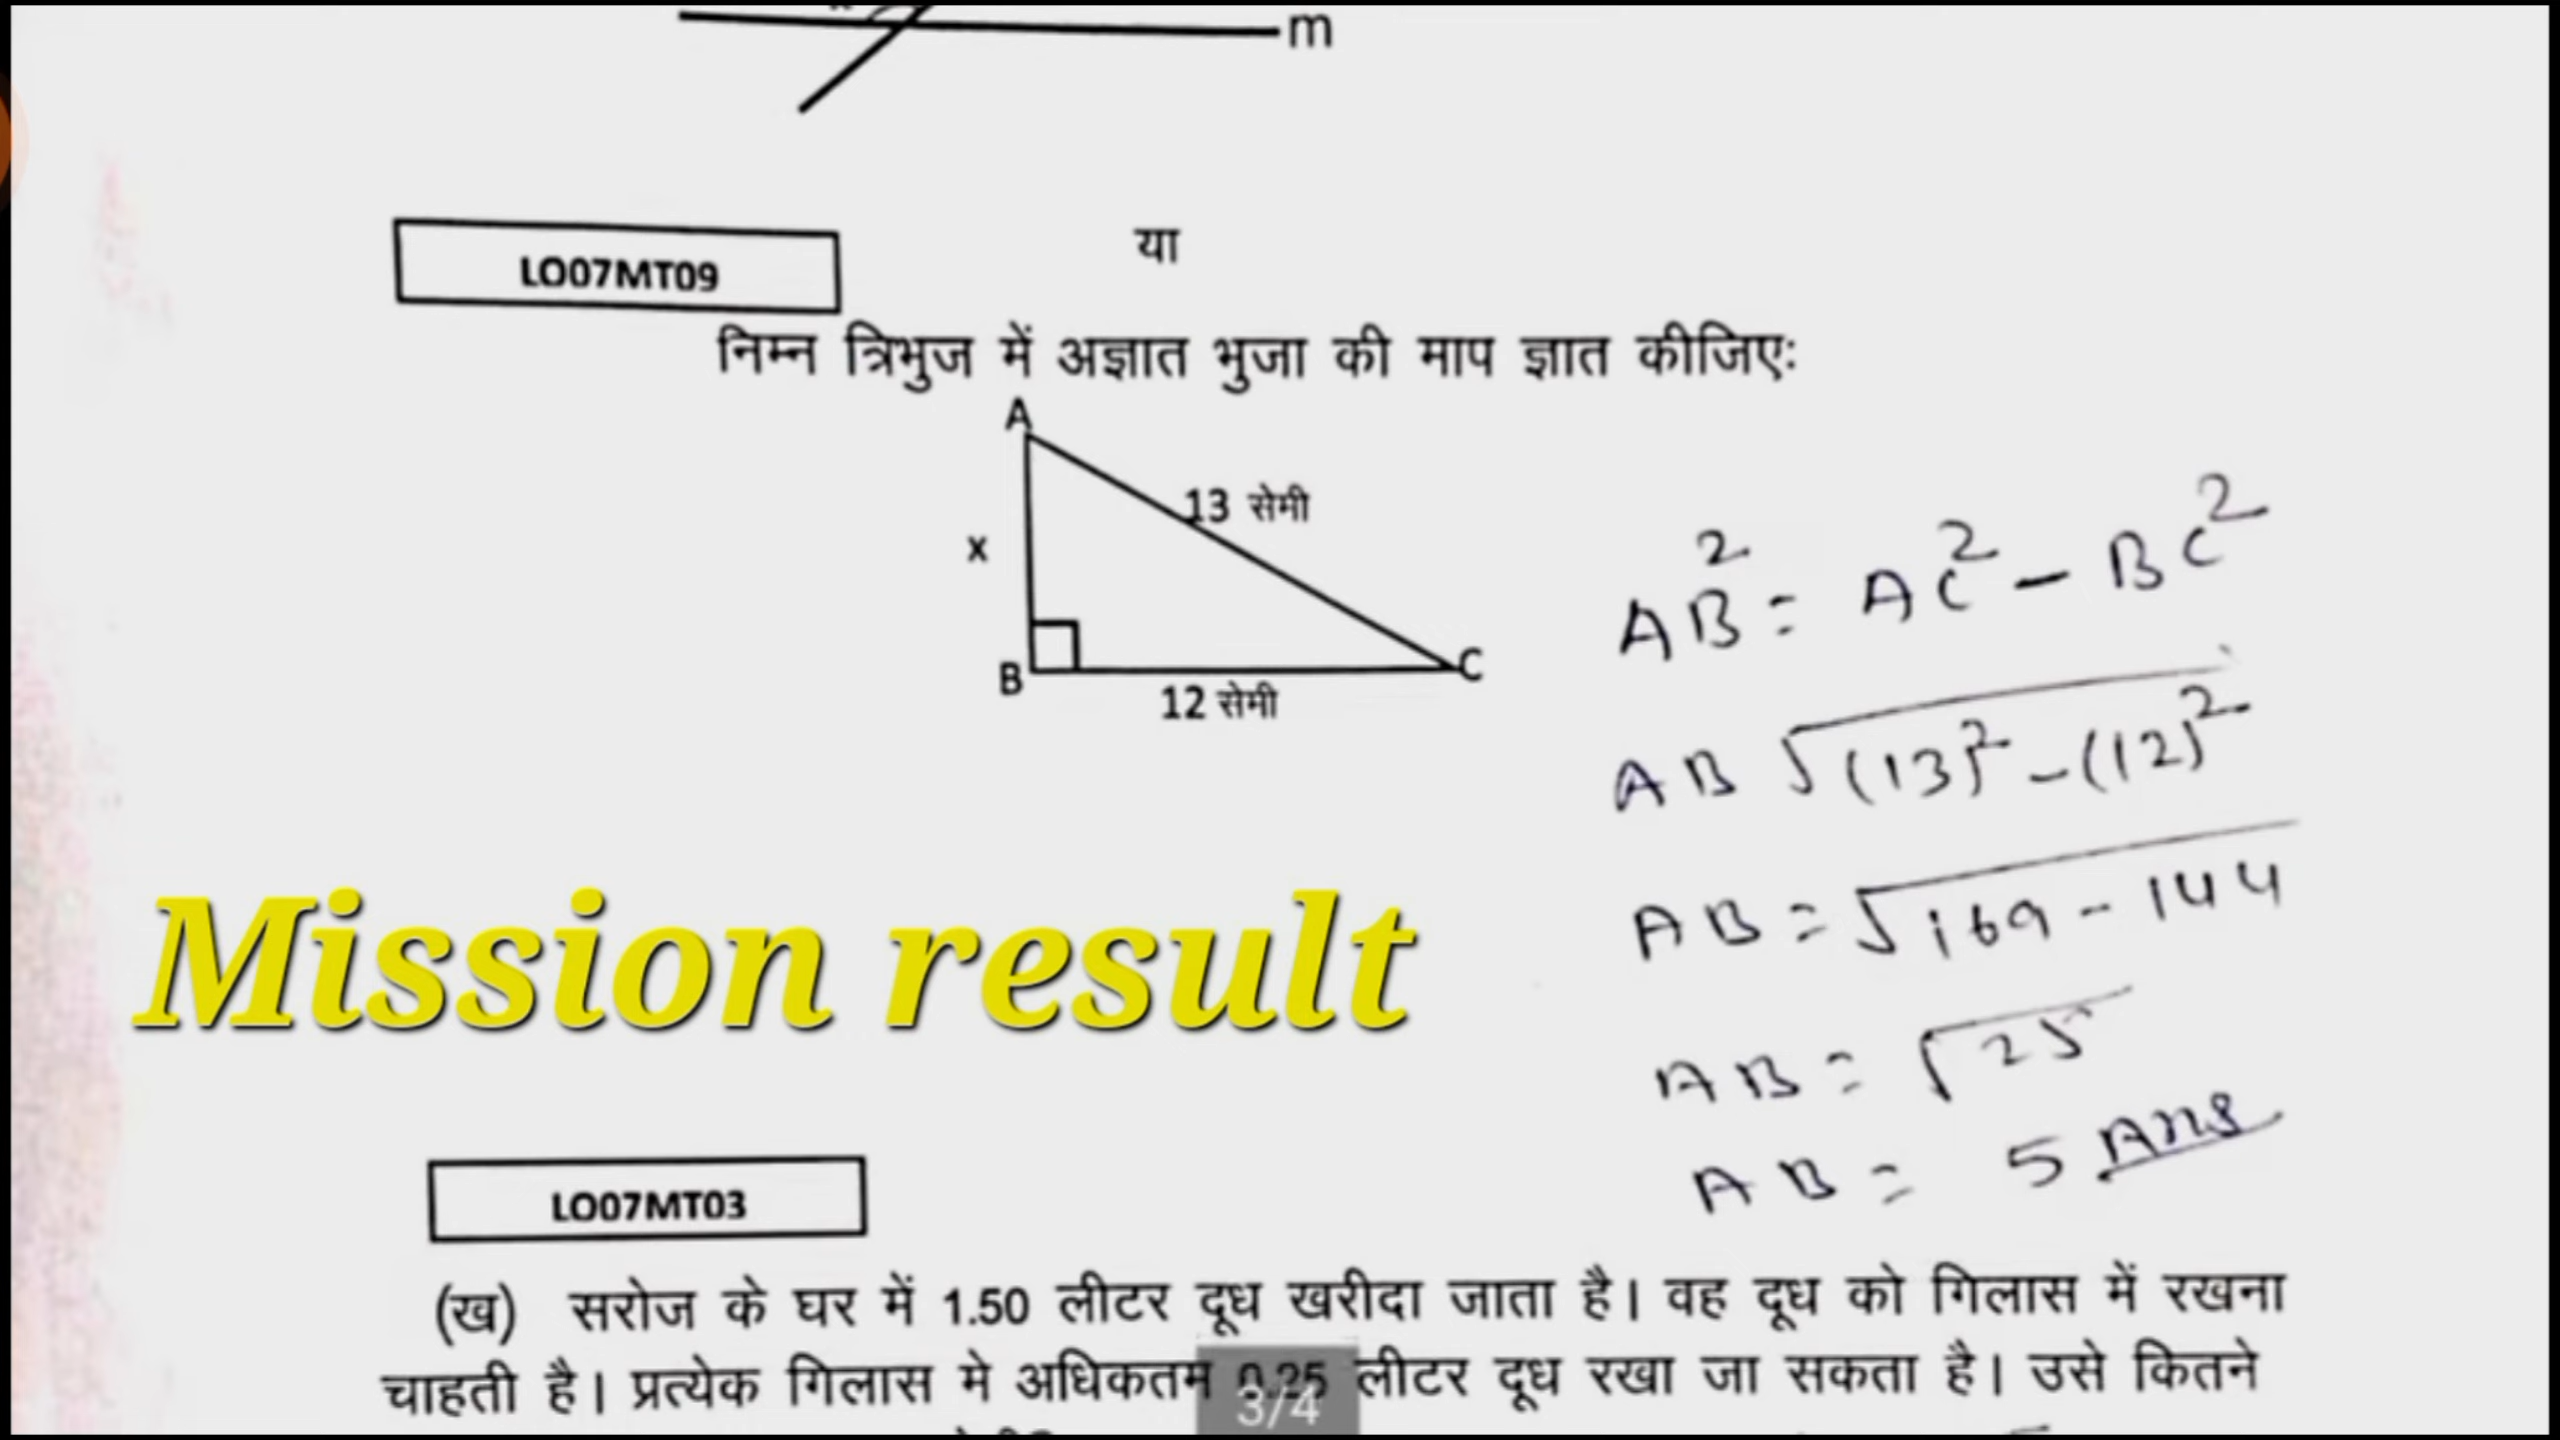 m
या
LO07MT09
निम्न त्रिभुज में अज्ञात भुजा की माप ज्ञात कीजिएः
A
13 सेमी
x
B
C
12 सेमी
AB² = AC² - BC²
AB √(13)² - (12)²
AB = √169 - 144
AB = √25
AB = 5 Ans
Mission result
LO07MT03
(ख) सरोज के घर में 1.50 लीटर दूध खरीदा जाता है। वह दूध को गिलास में रखना
चाहती है। प्रत्येक गिलास मे अधिकतम 0.25 लीटर दूध रखा जा सकता है। उसे कितने
3/4